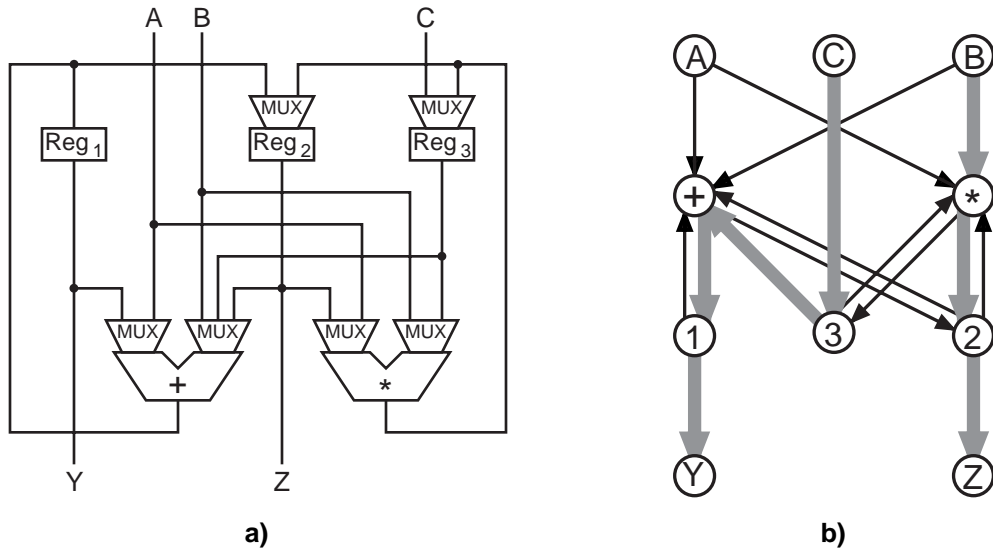 A B C
MUX MUX
Reg 1 Reg 2 Reg 3
MUX MUX MUX MUX
+ *
Y Z
a)
A C B
+ *
1 3 2
Y Z
b)